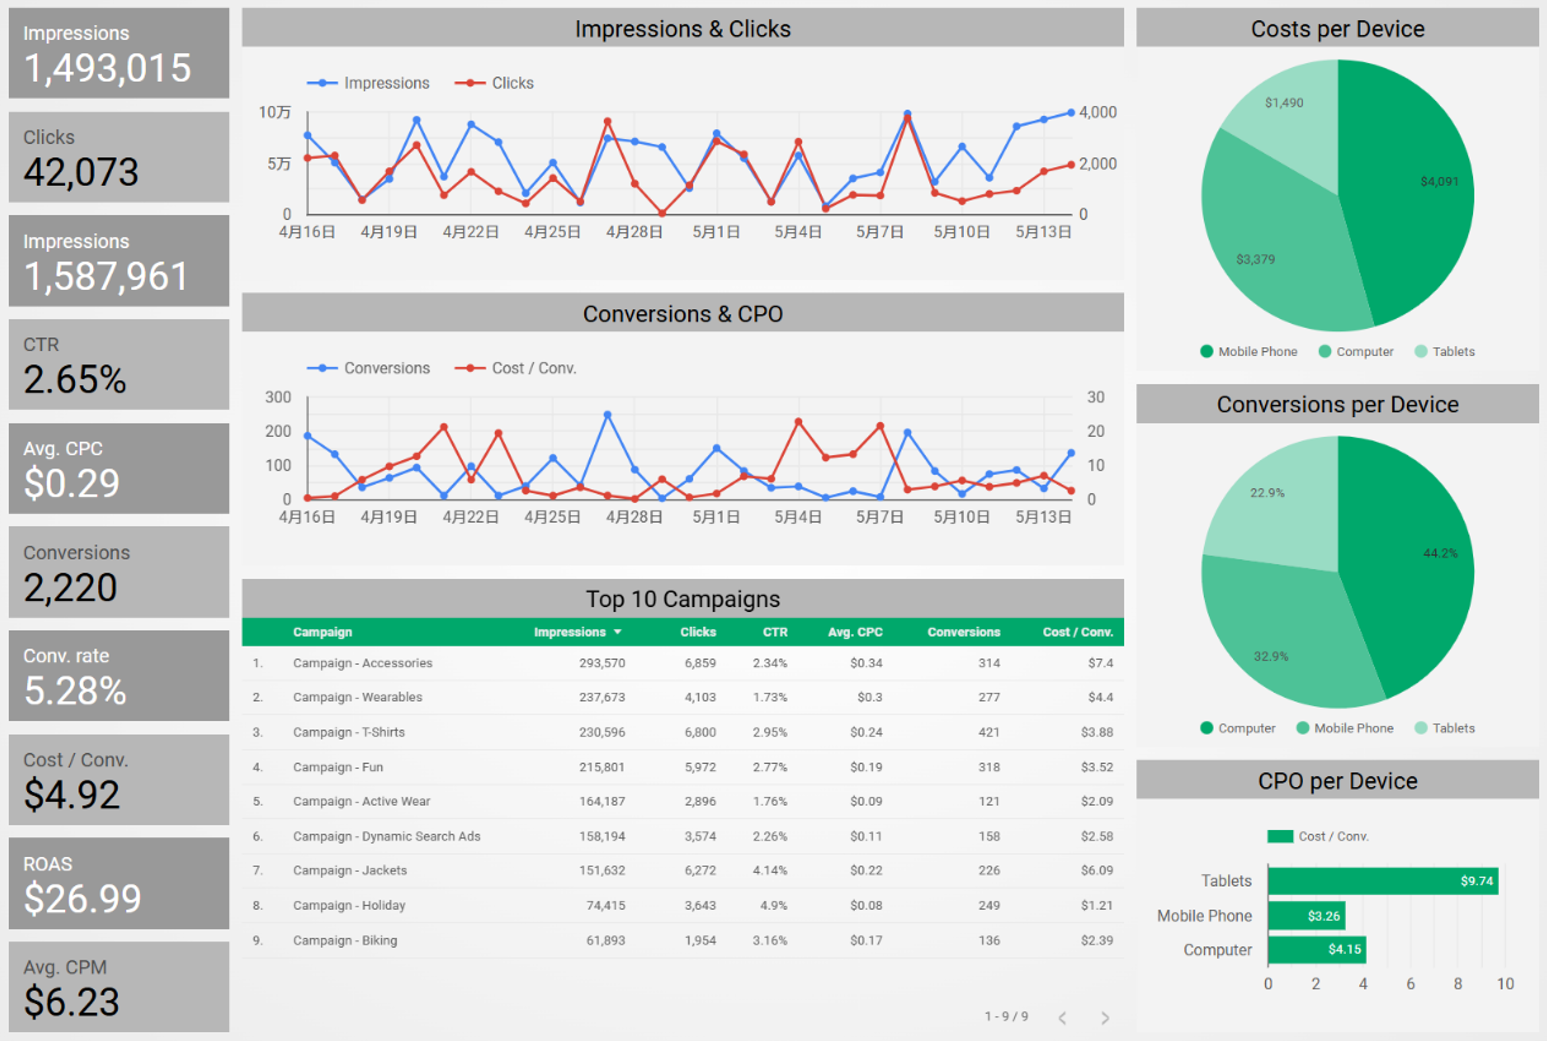 Impressions
1,493,015
Clicks
42,073
Impressions
1,587,961
CTR
2.65%
Avg. CPC
$0.29
Conversions
2,220
Conv. rate
5.28%
Cost / Conv.
$4.92
ROAS
$26.99
Avg. CPM
$6.23
Impressions & Clicks
Impressions Clicks
10万 4,000
5万 2,000
0 0
4月16日 4月19日 4月22日 4月25日 4月28日 5月1日 5月4日 5月7日 5月10日 5月13日
Conversions & CPO
Conversions Cost / Conv.
300 30
200 20
100 10
0 0
4月16日 4月19日 4月22日 4月25日 4月28日 5月1日 5月4日 5月7日 5月10日 5月13日
Top 10 Campaigns
Campaign Impressions Clicks CTR Avg. CPC Conversions Cost / Conv.
1. Campaign - Accessories 293,570 6,859 2.34% $0.34 314 $7.4
2. Campaign - Wearables 237,673 4,103 1.73% $0.3 277 $4.4
3. Campaign - T-Shirts 230,596 6,800 2.95% $0.24 421 $3.88
4. Campaign - Fun 215,801 5,972 2.77% $0.19 318 $3.52
5. Campaign - Active Wear 164,187 2,896 1.76% $0.09 121 $2.09
6. Campaign - Dynamic Search Ads 158,194 3,574 2.26% $0.11 158 $2.58
7. Campaign - Jackets 151,632 6,272 4.14% $0.22 226 $6.09
8. Campaign - Holiday 74,415 3,643 4.9% $0.08 249 $1.21
9. Campaign - Biking 61,893 1,954 3.16% $0.17 136 $2.39
1 - 9 / 9
Costs per Device
$1,490
$4,091
$3,379
Mobile Phone Computer Tablets
Conversions per Device
22.9%
44.2%
32.9%
Computer Mobile Phone Tablets
CPO per Device
Cost / Conv.
Tablets $9.74
Mobile Phone $3.26
Computer $4.15
0 2 4 6 8 10